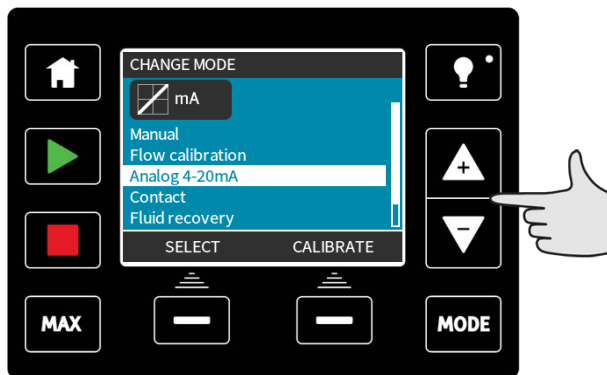 CHANGE MODE
mA
Manual
Flow calibration
Analog 4-20mA
Contact
Fluid recovery
SELECT CALIBRATE
+
-
MAX
MODE